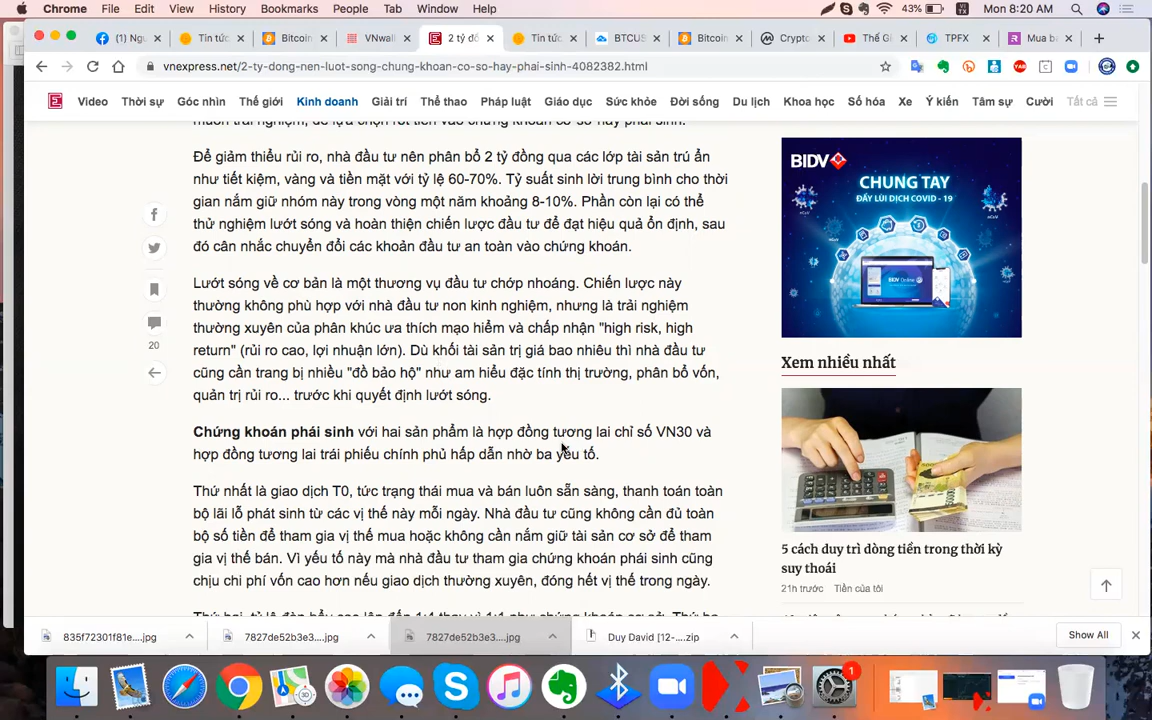 Chrome File Edit View History Bookmarks People Tab Window Help 43% VI TX Mon 8:20 AM
(1) Ngu Tin tức Bitcoin VNwall 2 tỷ đồ Tin tức BTCUS Bitcoin Crypto YouTube Thế Gi TPFX Mua b
vnexpress.net/2-ty-dong-nen-luot-song-chung-khoan-co-so-hay-phai-sinh-4082382.html
Video Thời sự Góc nhìn Thế giới Kinh doanh Giải trí Thể thao Pháp luật Giáo dục Sức khỏe Đời sống Du lịch Khoa học Số hóa Xe Ý kiến Tâm sự Cười Tất cả
muốn trải nghiệm, để lựa chọn rót tiền vào chứng khoán cơ sở hay phái sinh.
Để giảm thiểu rủi ro, nhà đầu tư nên phân bổ 2 tỷ đồng qua các lớp tài sản trú ẩn
như tiết kiệm, vàng và tiền mặt với tỷ lệ 60-70%. Tỷ suất sinh lời trung bình cho thời
gian nắm giữ nhóm này trong vòng một năm khoảng 8-10%. Phần còn lại có thể
thử nghiệm lướt sóng và hoàn thiện chiến lược đầu tư để đạt hiệu quả ổn định, sau
đó cân nhắc chuyển đổi các khoản đầu tư an toàn vào chứng khoán.
Lướt sóng về cơ bản là một thương vụ đầu tư chớp nhoáng. Chiến lược này
thường không phù hợp với nhà đầu tư non kinh nghiệm, nhưng là trải nghiệm
thường xuyên của phân khúc ưa thích mạo hiểm và chấp nhận "high risk, high
return" (rủi ro cao, lợi nhuận lớn). Dù khối tài sản trị giá bao nhiêu thì nhà đầu tư
cũng cần trang bị nhiều "đồ bảo hộ" như am hiểu đặc tính thị trường, phân bổ vốn,
quản trị rủi ro... trước khi quyết định lướt sóng.
20
Chứng khoán phái sinh với hai sản phẩm là hợp đồng tương lai chỉ số VN30 và
hợp đồng tương lai trái phiếu chính phủ hấp dẫn nhờ ba yếu tố.
Thứ nhất là giao dịch T0, tức trạng thái mua và bán luôn sẵn sàng, thanh toán toàn
bộ lãi lỗ phát sinh từ các vị thế này mỗi ngày. Nhà đầu tư cũng không cần đủ toàn
bộ số tiền để tham gia vị thế mua hoặc không cần nắm giữ tài sản cơ sở để tham
gia vị thế bán. Vì yếu tố này mà nhà đầu tư tham gia chứng khoán phái sinh cũng
chịu chi phí vốn cao hơn nếu giao dịch thường xuyên, đóng hết vị thế trong ngày.
BIDV
CHUNG TAY
ĐẨY LÙI DỊCH COVID - 19
BIDV Online
Xem nhiều nhất
5 cách duy trì dòng tiền trong thời kỳ
suy thoái
21h trước Tiền của tôi
835f72301f81e....jpg 7827de52b3e3....jpg 7827de52b3e3....jpg Duy David [12-....zip Show All
1